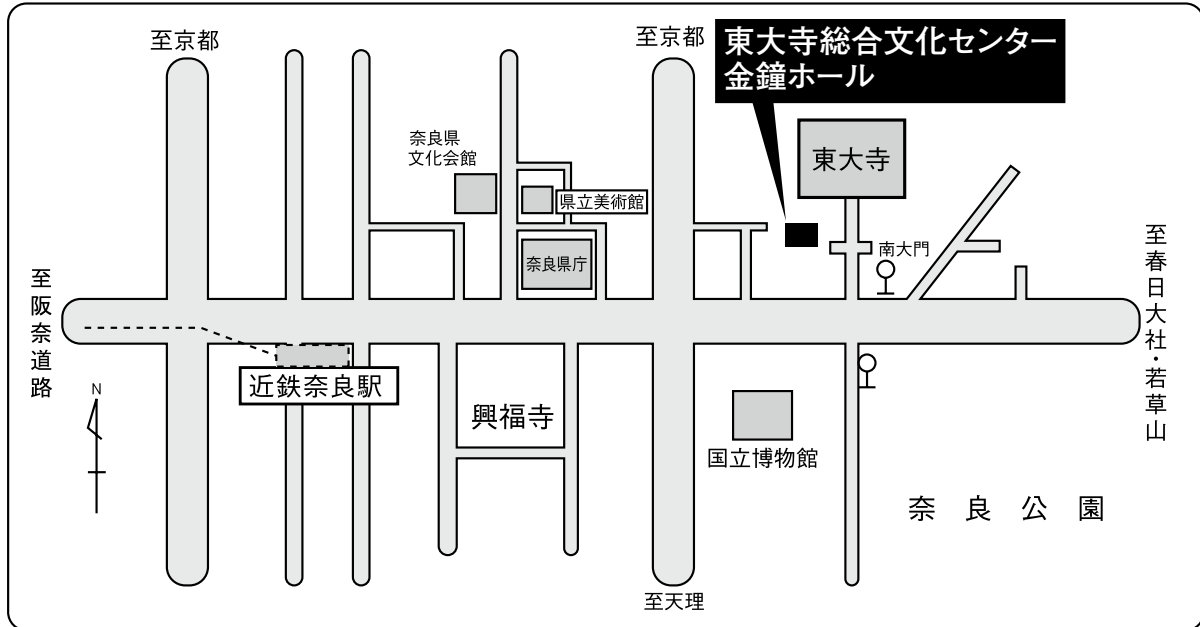 至京都
至京都
東大寺総合文化センター
金鐘ホール
奈良県
文化会館
東大寺
県立美術館
南大門
奈良県庁
至春日大社・若草山
至阪奈道路
近鉄奈良駅
N
興福寺
国立博物館
奈良公園
至天理